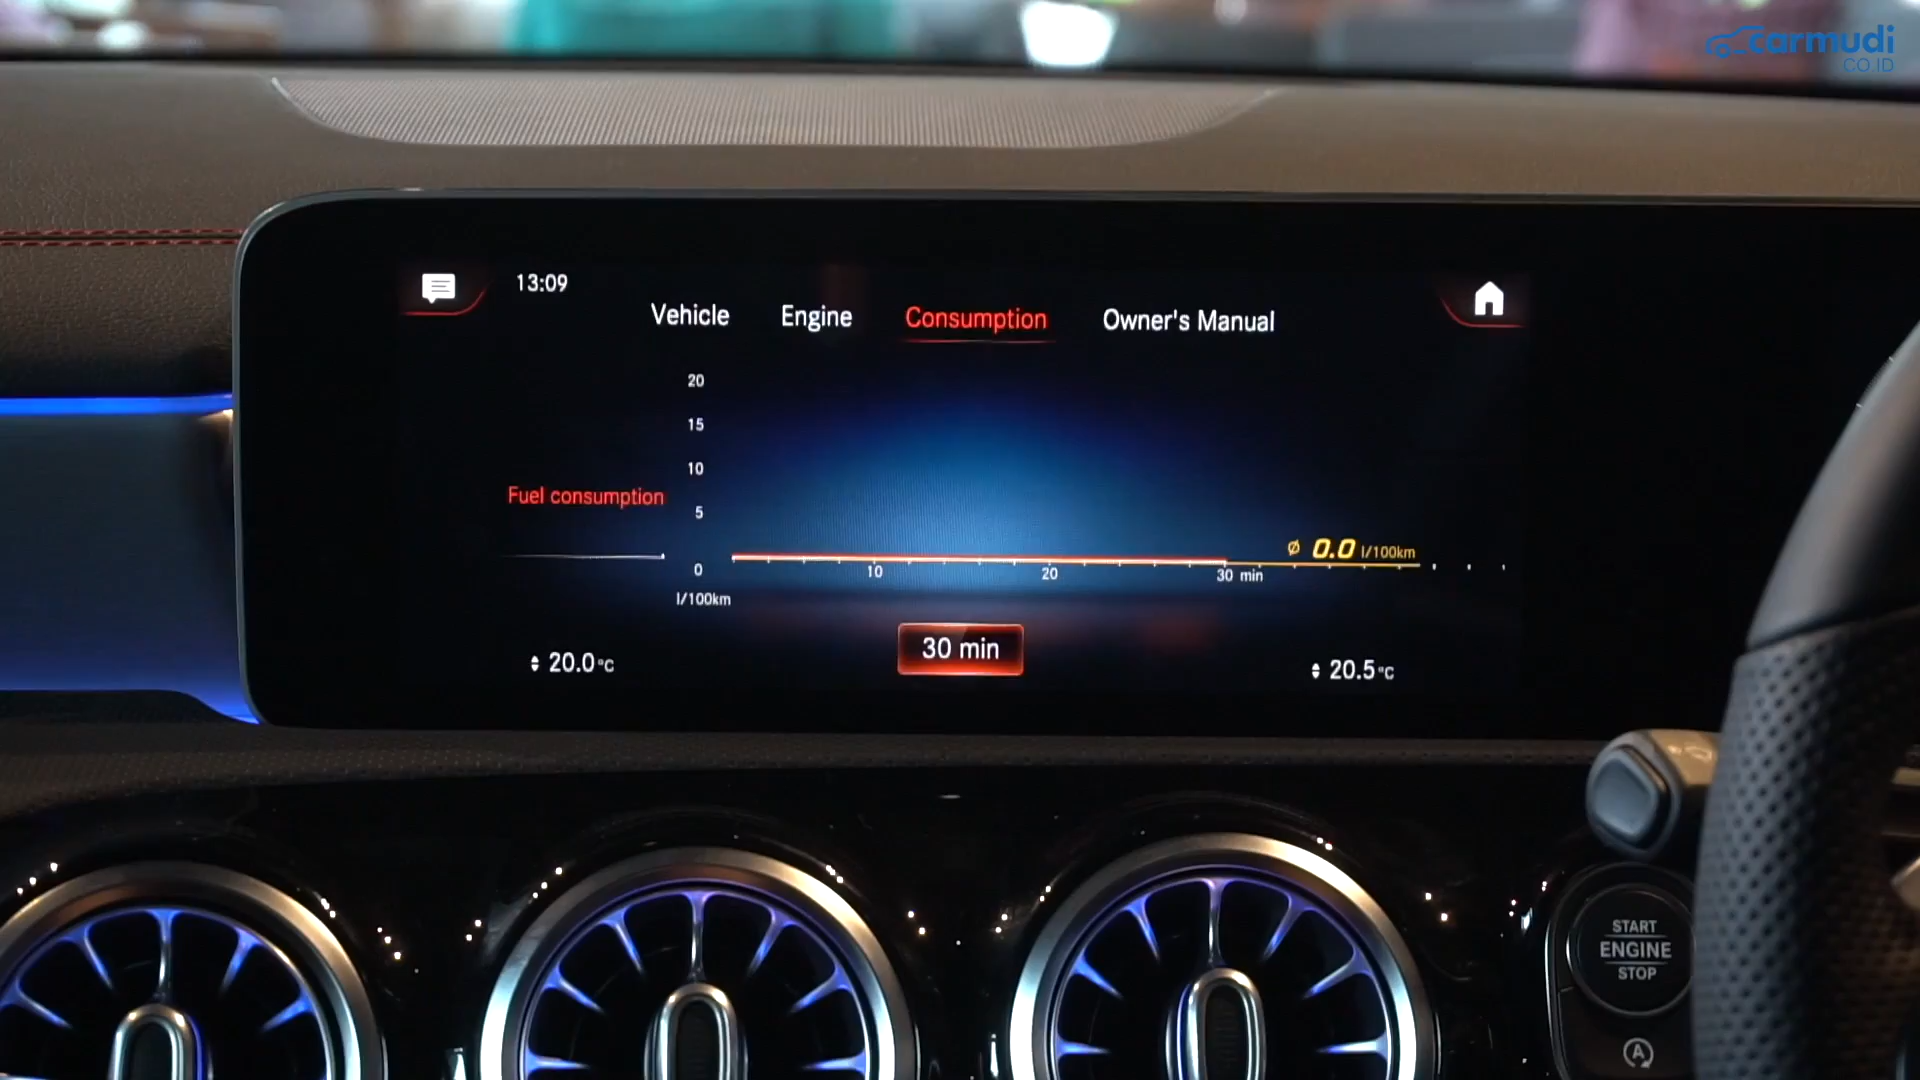 carmudi
CO.ID
13:09
Vehicle Engine Consumption Owner's Manual
20
15
10
Fuel consumption
5
0
l/100km
10 20 30 min
Ø 0.0 l/100km
20.0°C
30 min
20.5°C
START
ENGINE
STOP
A